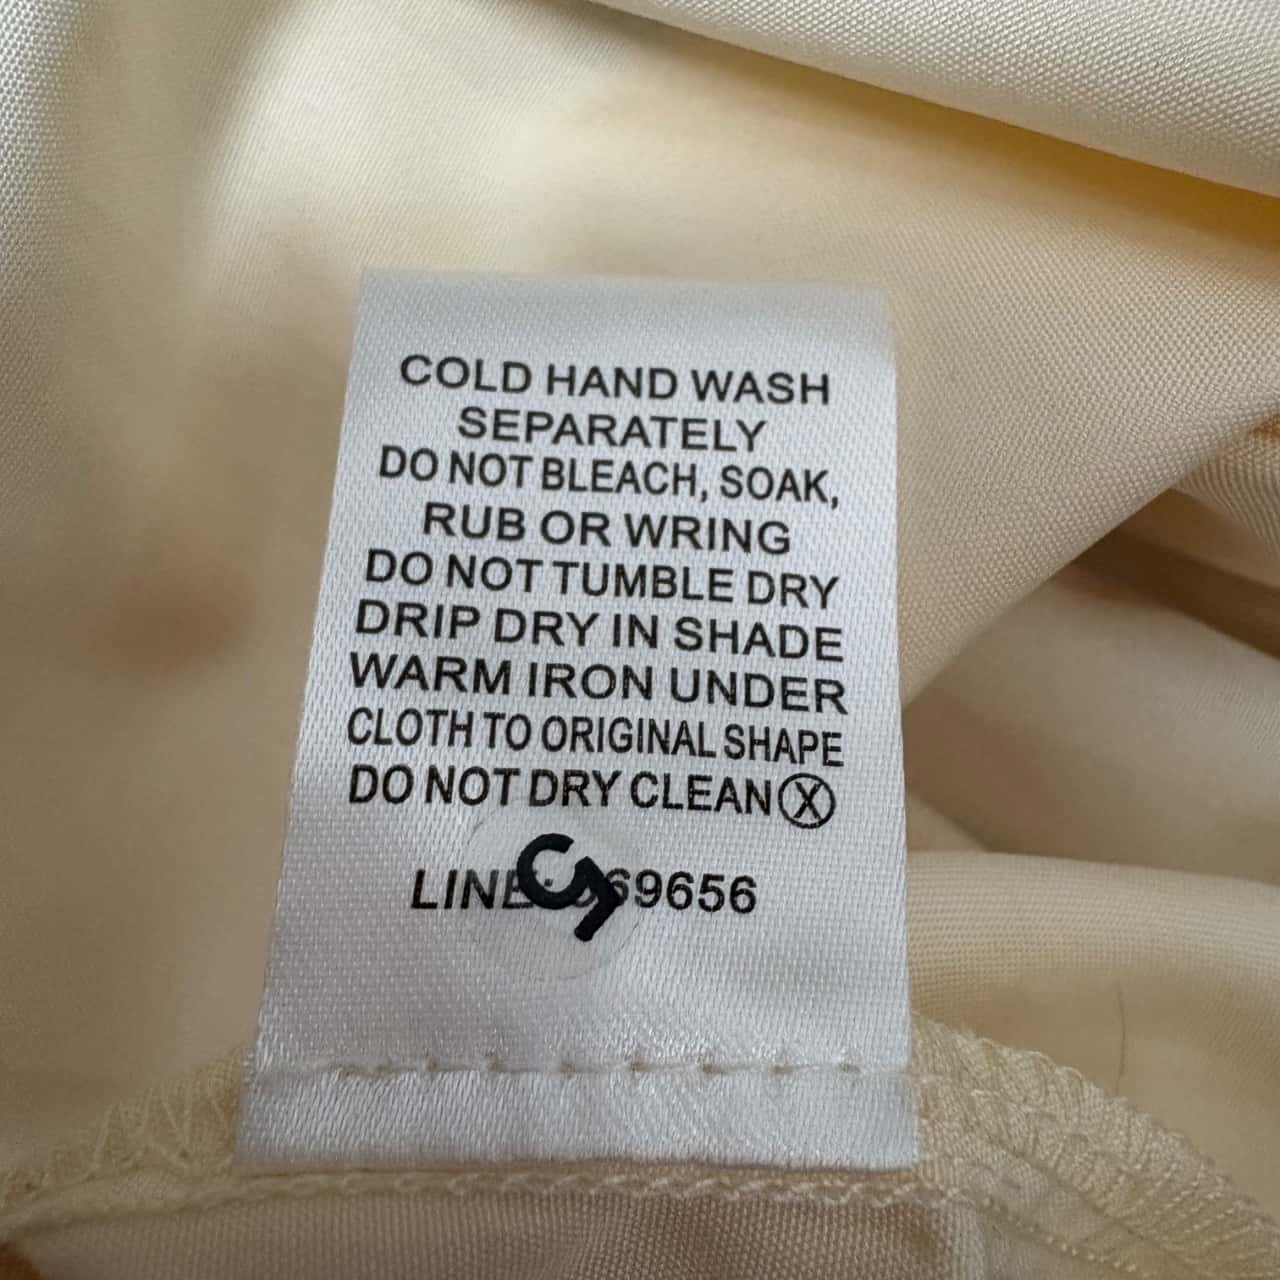 COLD HAND WASH
SEPARATELY
DO NOT BLEACH, SOAK,
RUB OR WRING
DO NOT TUMBLE DRY
DRIP DRY IN SHADE
WARM IRON UNDER
CLOTH TO ORIGINAL SHAPE
DO NOT DRY CLEAN Ⓧ
LINE: